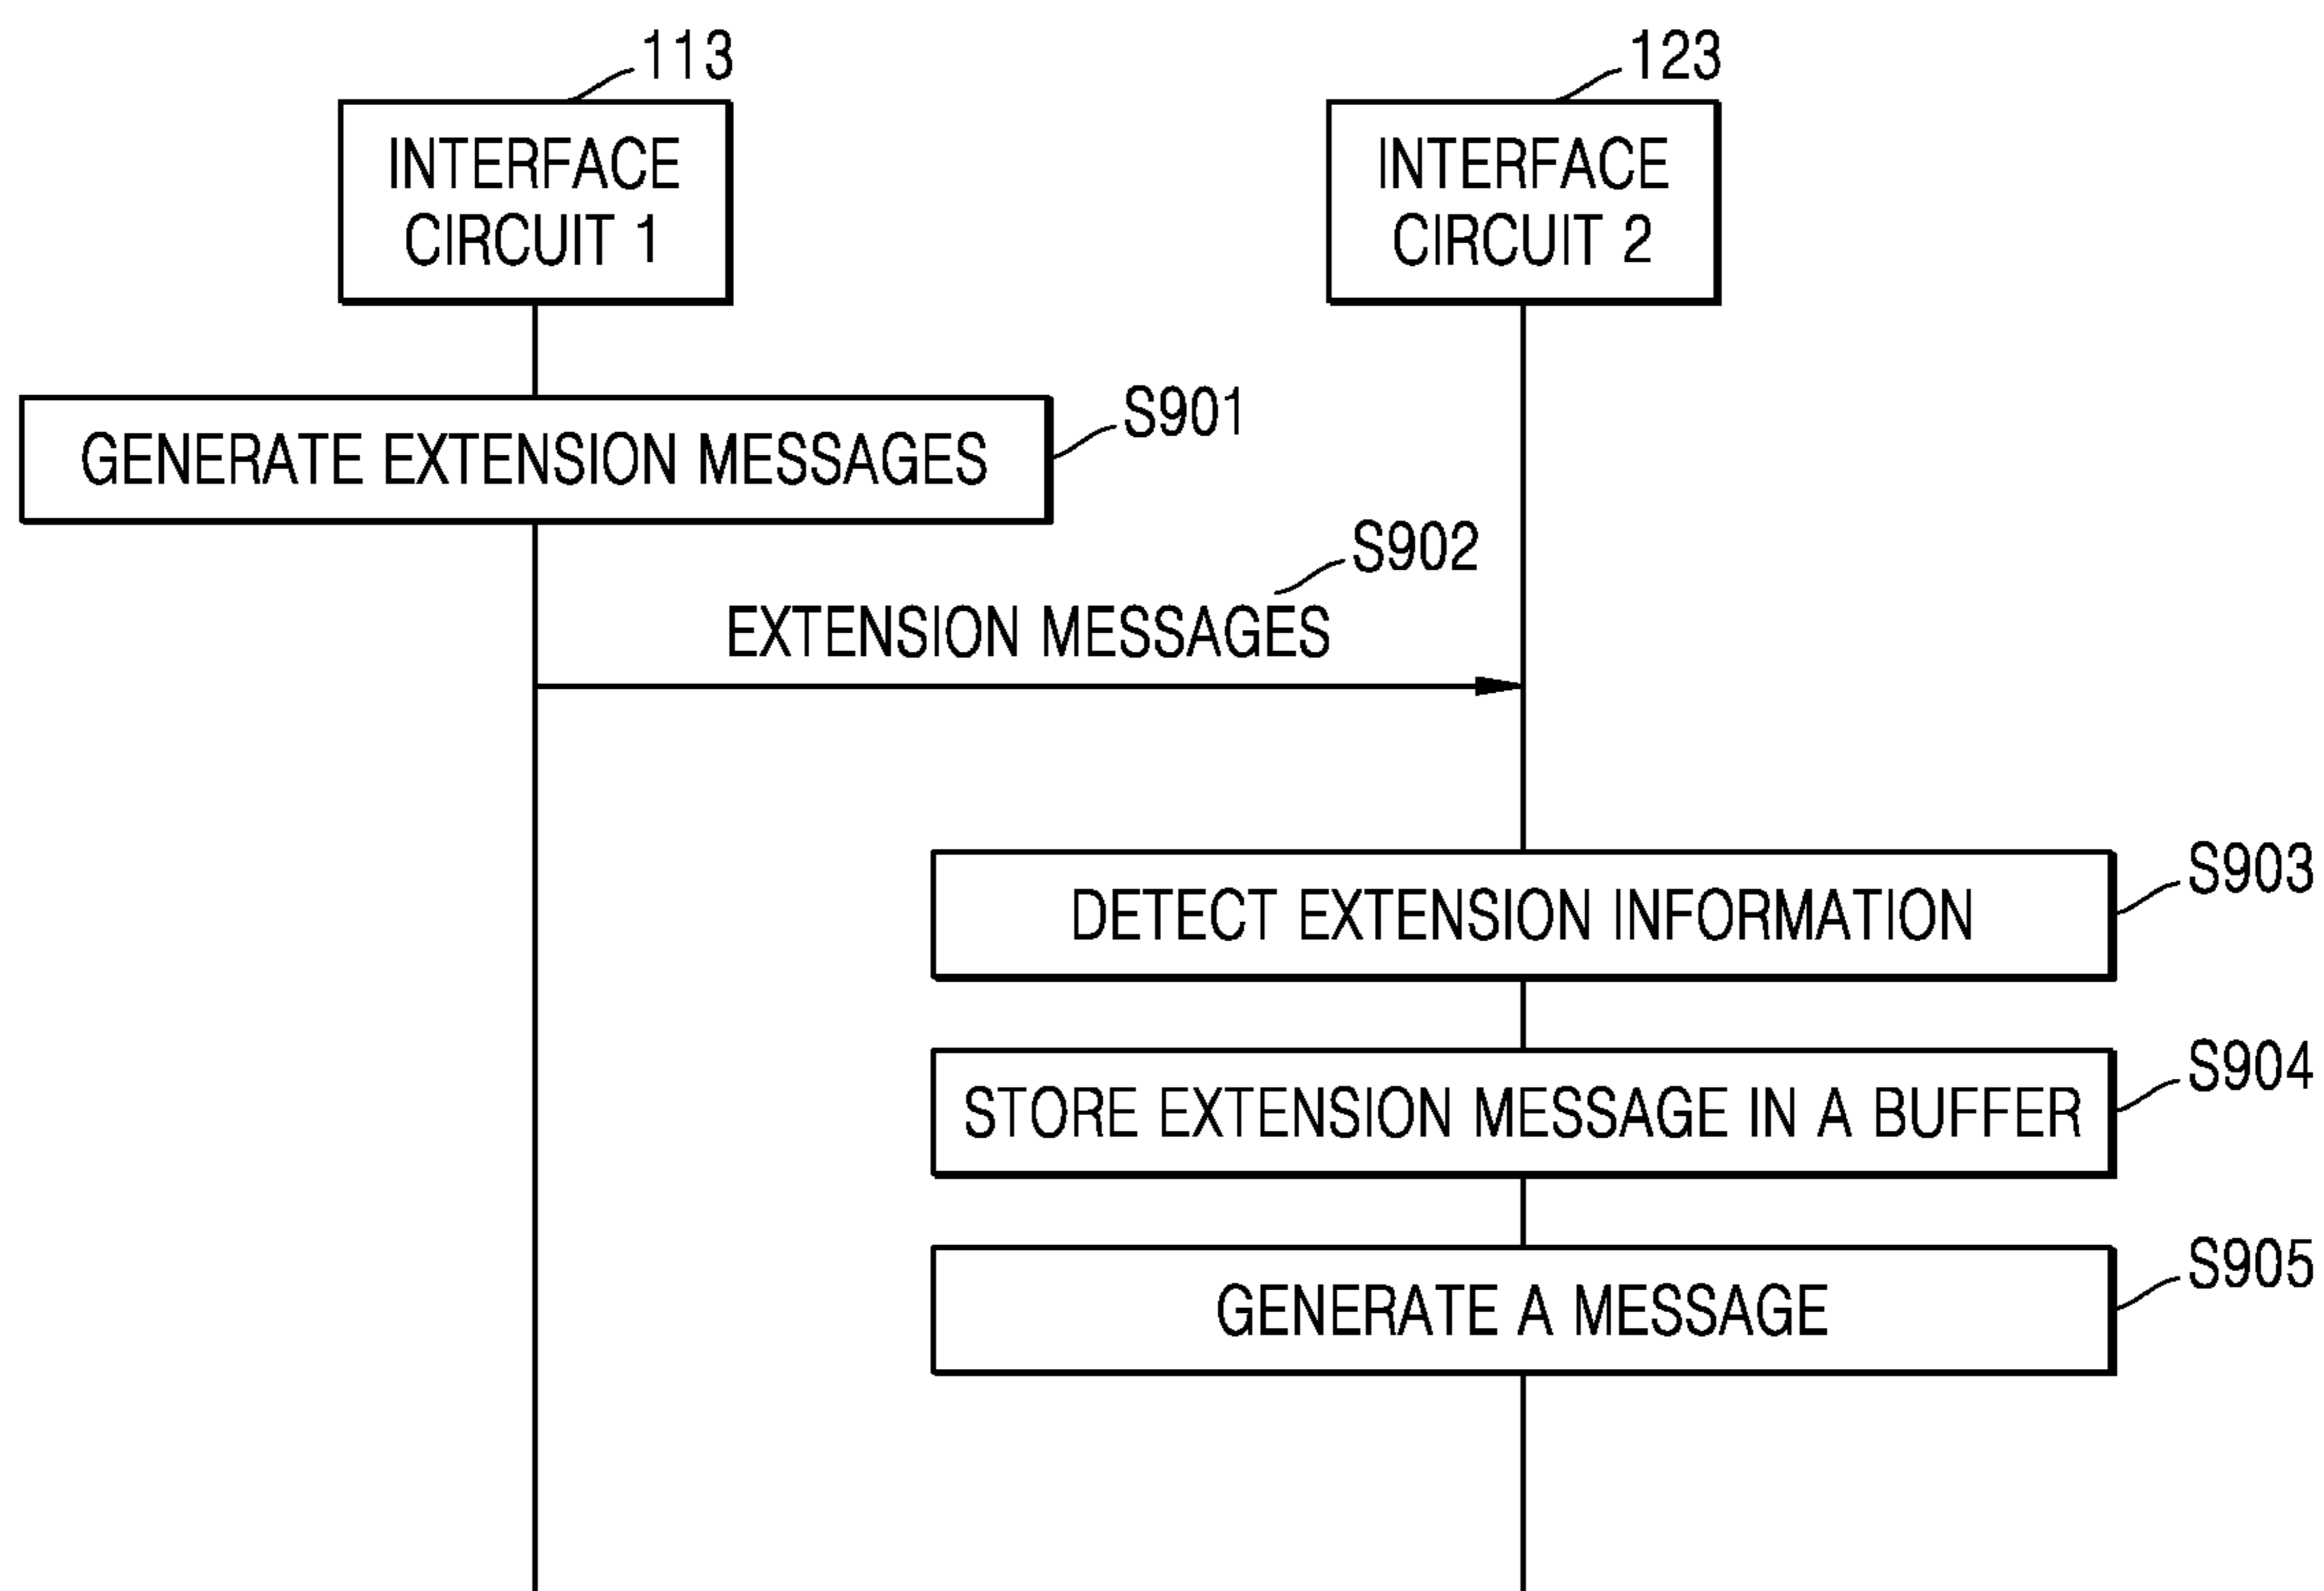 113
123
INTERFACE
CIRCUIT 1
INTERFACE
CIRCUIT 2
S901
GENERATE EXTENSION MESSAGES
S902
EXTENSION MESSAGES
S903
DETECT EXTENSION INFORMATION
S904
STORE EXTENSION MESSAGE IN A BUFFER
S905
GENERATE A MESSAGE